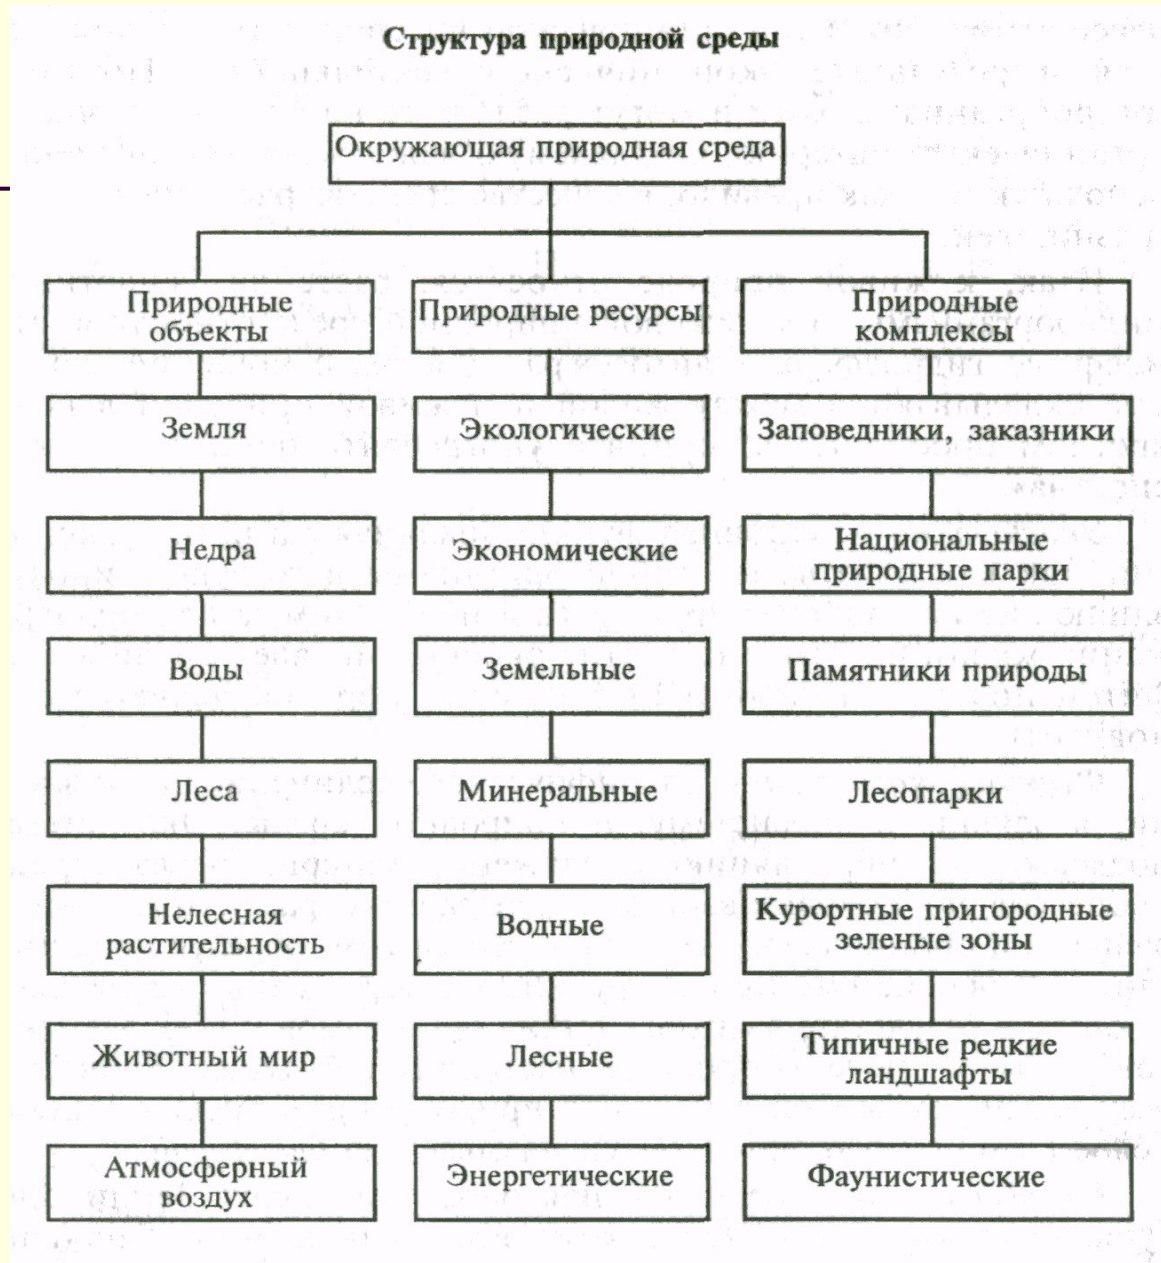 Структура природной среды
Окружающая природная среда
Природные
объекты
Земля
Недра
Воды
Леса
Нелесная
растительность
Животный мир
Атмосферный
воздух
Природные ресурсы
Экологические
Экономические
Земельные
Минеральные
Водные
Лесные
Энергетические
Природные
комплексы
Заповедники, заказники
Национальные
природные парки
Памятники природы
Лесопарки
Курортные пригородные
зеленые зоны
Типичные редкие
ландшафты
Фаунистические